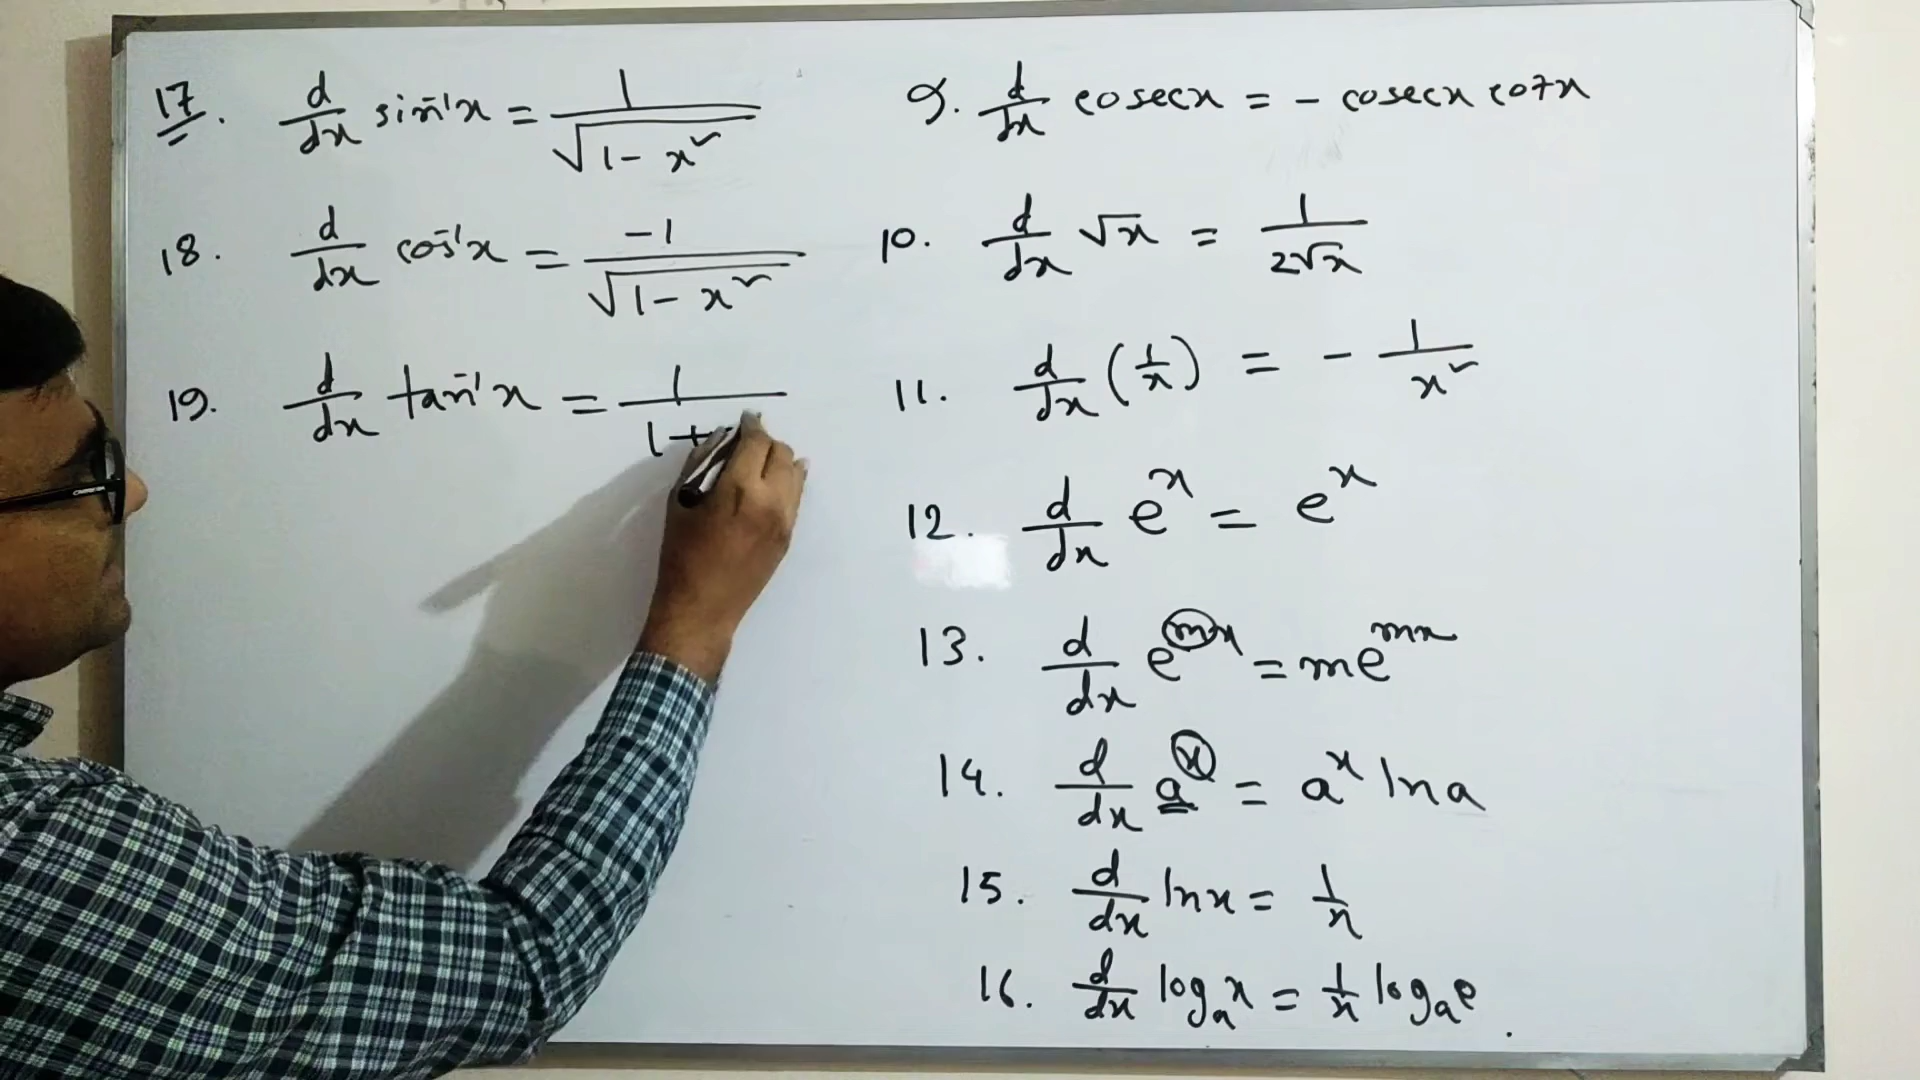 17. d/dx sin⁻¹x = 1/√(1-x²)
18. d/dx cos⁻¹x = -1/√(1-x²)
19. d/dx tan⁻¹x = 1/1+
9. d/dx cosecx = - cosecx cotx
10. d/dx √x = 1/2√x
11. d/dx (1/x) = - 1/x²
12. d/dx eˣ = eˣ
13. d/dx eᵐˣ = meᵐˣ
14. d/dx aˣ = aˣ lna
15. d/dx lnx = 1/x
16. d/dx logₐx = 1/x logₐe